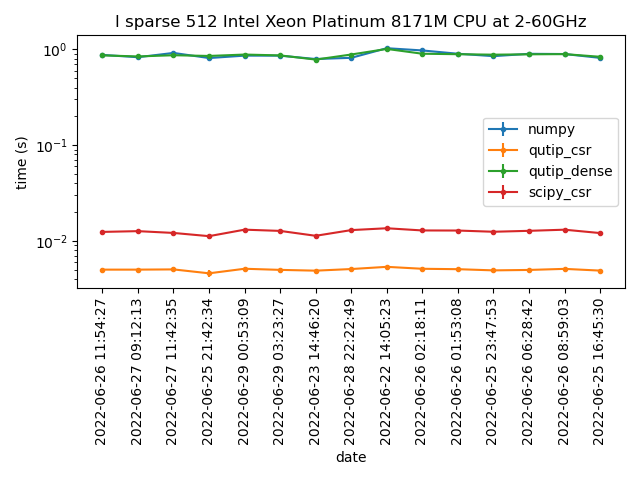 I sparse 512 Intel Xeon Platinum 8171M CPU at 2-60GHz
time (s)
10^0
10^-1
10^-2
numpy
qutip_csr
qutip_dense
scipy_csr
2022-06-26 11:54:27
2022-06-27 09:12:13
2022-06-27 11:42:35
2022-06-25 21:42:34
2022-06-29 00:53:09
2022-06-29 03:23:27
2022-06-23 14:46:20
2022-06-28 22:22:49
2022-06-22 14:05:23
2022-06-26 02:18:11
2022-06-26 01:53:08
2022-06-25 23:47:53
2022-06-26 06:28:42
2022-06-26 08:59:03
2022-06-25 16:45:30
date